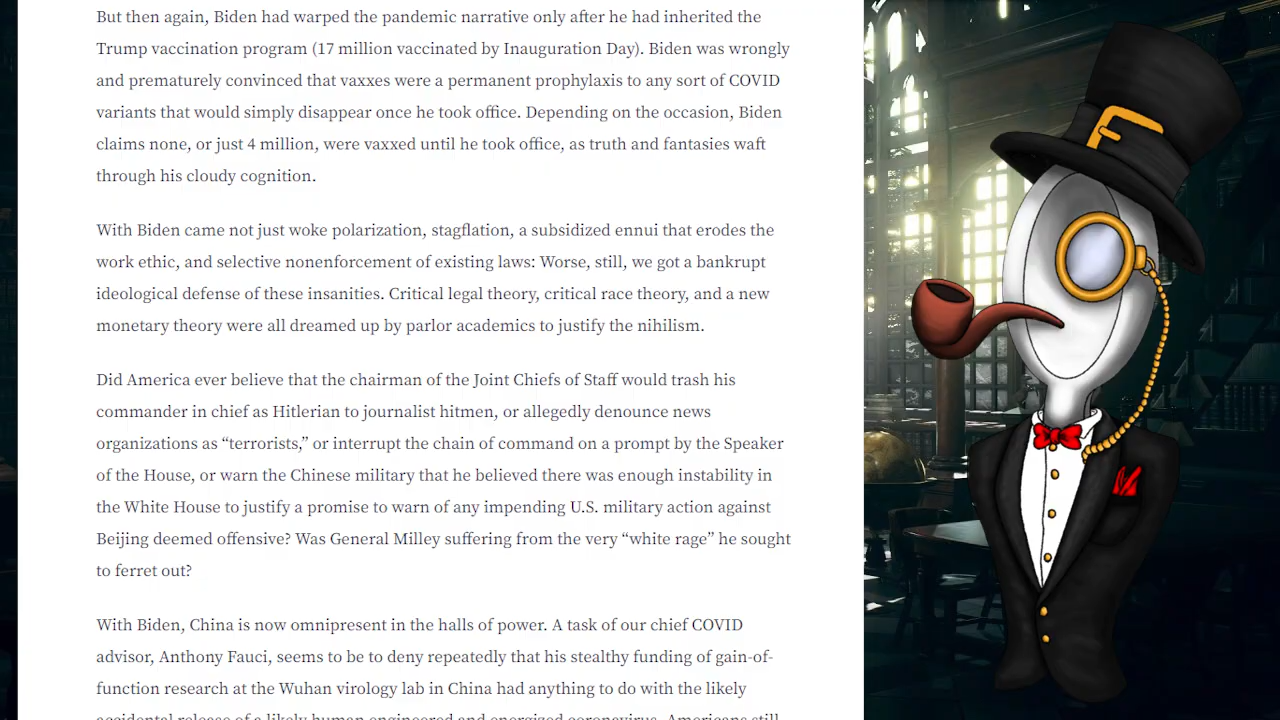 But then again, Biden had warped the pandemic narrative only after he had inherited the
Trump vaccination program (17 million vaccinated by Inauguration Day). Biden was wrongly
and prematurely convinced that vaxxes were a permanent prophylaxis to any sort of COVID
variants that would simply disappear once he took office. Depending on the occasion, Biden
claims none, or just 4 million, were vaxxed until he took office, as truth and fantasies waft
through his cloudy cognition.
With Biden came not just woke polarization, stagflation, a subsidized ennui that erodes the
work ethic, and selective nonenforcement of existing laws: Worse, still, we got a bankrupt
ideological defense of these insanities. Critical legal theory, critical race theory, and a new
monetary theory were all dreamed up by parlor academics to justify the nihilism.
Did America ever believe that the chairman of the Joint Chiefs of Staff would trash his
commander in chief as Hitlerian to journalist hitmen, or allegedly denounce news
organizations as “terrorists,” or interrupt the chain of command on a prompt by the Speaker
of the House, or warn the Chinese military that he believed there was enough instability in
the White House to justify a promise to warn of any impending U.S. military action against
Beijing deemed offensive? Was General Milley suffering from the very “white rage” he sought
to ferret out?
With Biden, China is now omnipresent in the halls of power. A task of our chief COVID
advisor, Anthony Fauci, seems to be to deny repeatedly that his stealthy funding of gain-of-
function research at the Wuhan virology lab in China had anything to do with the likely
accidental release of a likely human engineered and energized coronavirus. Americans still